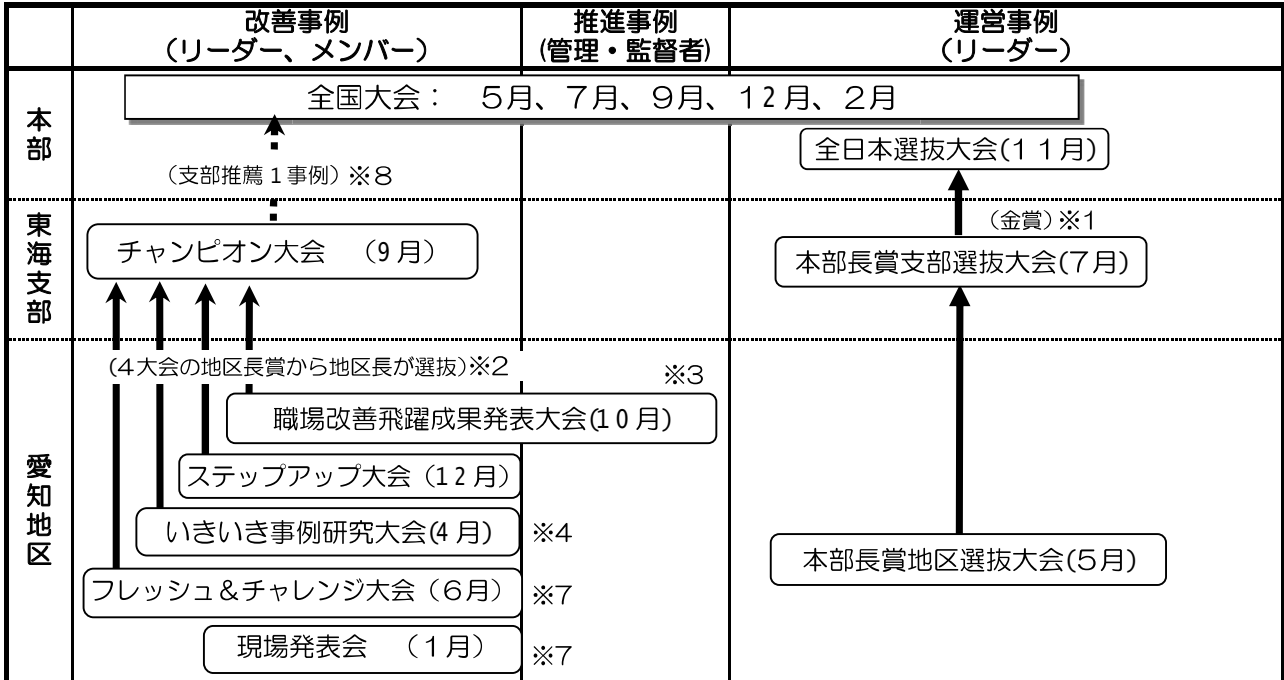 改善事例
（リーダー、メンバー）
推進事例
(管理・監督者)
運営事例
（リーダー）
本部
全国大会：　５月、７月、９月、１２月、２月
全日本選抜大会(１１月)
（支部推薦１事例）※８
東海支部
（金賞）※１
チャンピオン大会　（９月）
本部長賞支部選抜大会(７月)
愛知地区
(４大会の地区長賞から地区長が選抜)※２
※３
職場改善飛躍成果発表大会(１０月)
ステップアップ大会（１２月）
いきいき事例研究大会(４月)
※４
本部長賞地区選抜大会(５月)
フレッシュ＆チャレンジ大会（６月）
※７
現場発表会　（１月）
※７